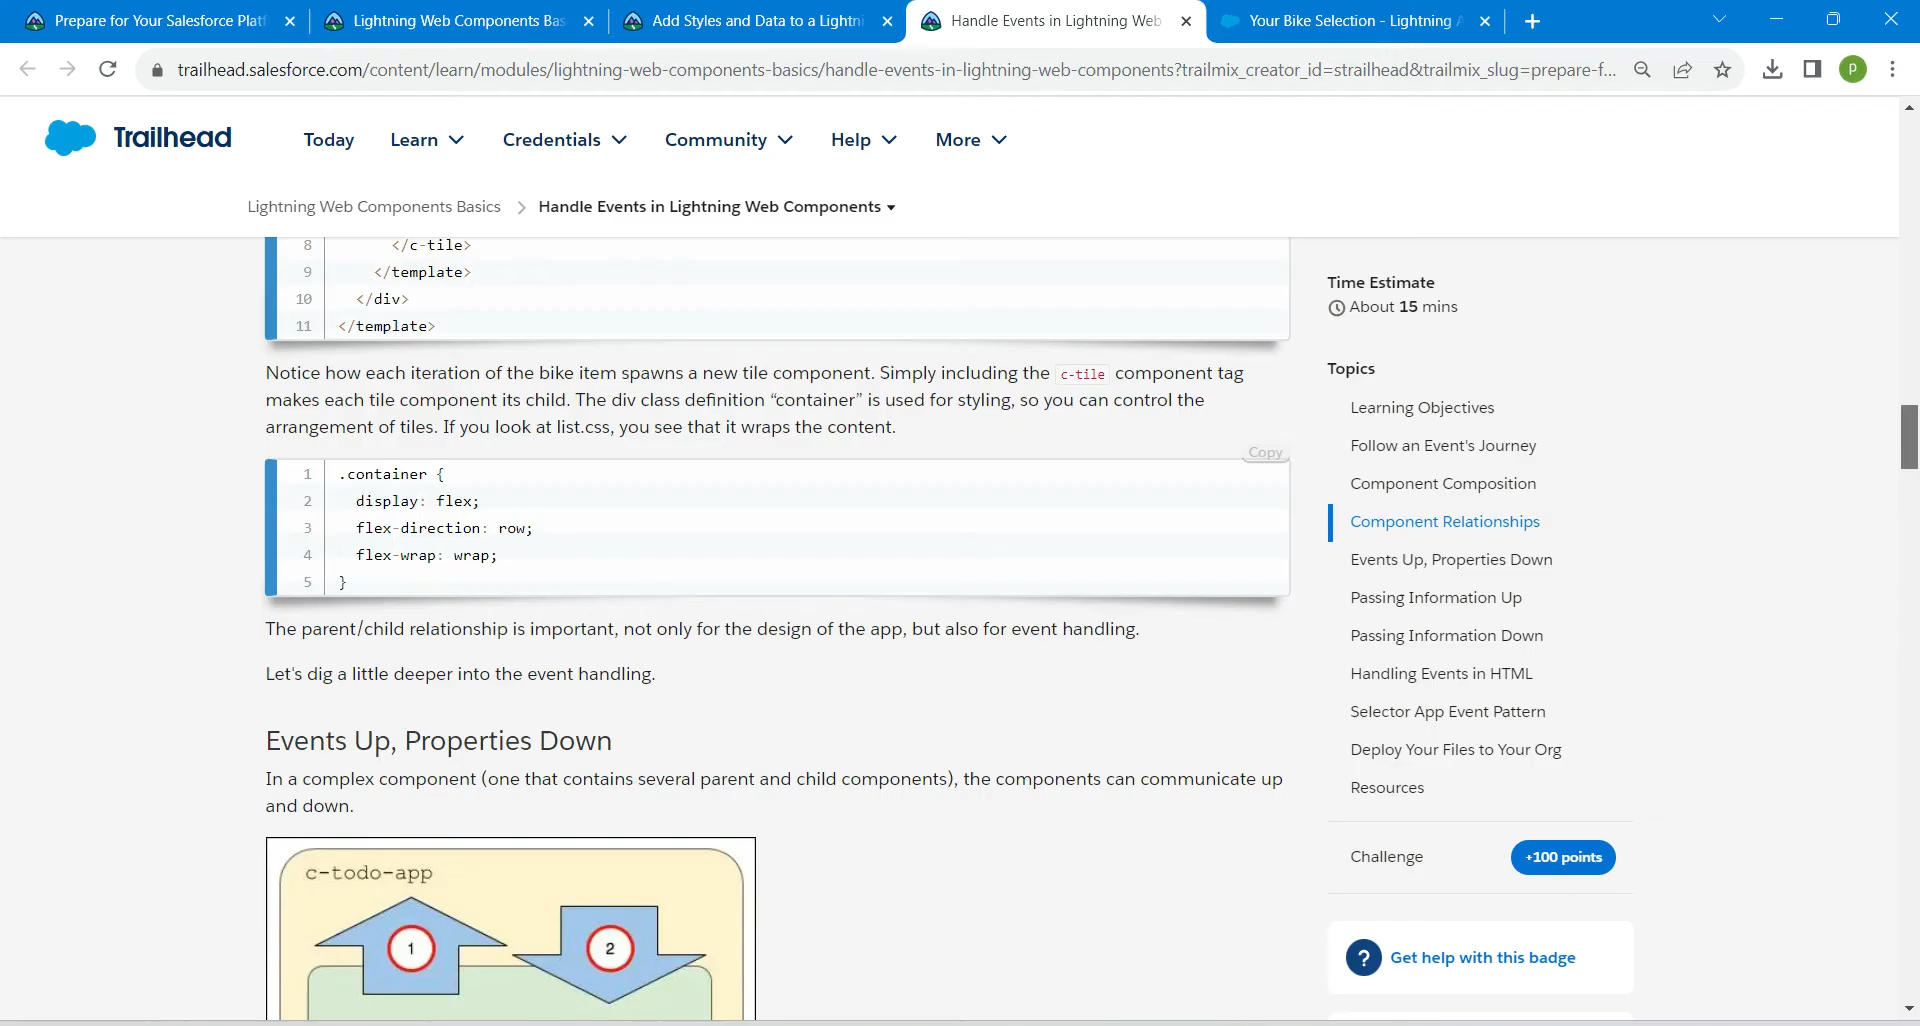 Prepare for Your Salesforce Platf
Lightning Web Components Bas
Add Styles and Data to a Lightni
Handle Events in Lightning Web
Your Bike Selection - Lightning A
trailhead.salesforce.com/content/learn/modules/lightning-web-components-basics/handle-events-in-lightning-web-components?trailmix_creator_id=strailhead&trailmix_slug=prepare-f...
P
Trailhead
Today
Learn
Credentials
Community
Help
More
Lightning Web Components Basics > Handle Events in Lightning Web Components
8 </c-tile>
9 </template>
10 </div>
11 </template>
Notice how each iteration of the bike item spawns a new tile component. Simply including the c-tile component tag
makes each tile component its child. The div class definition “container” is used for styling, so you can control the
arrangement of tiles. If you look at list.css, you see that it wraps the content.
Copy
1 .container {
2 display: flex;
3 flex-direction: row;
4 flex-wrap: wrap;
5 }
The parent/child relationship is important, not only for the design of the app, but also for event handling.
Let's dig a little deeper into the event handling.
Events Up, Properties Down
In a complex component (one that contains several parent and child components), the components can communicate up
and down.
c-todo-app
1
2
Time Estimate
About 15 mins
Topics
Learning Objectives
Follow an Event's Journey
Component Composition
Component Relationships
Events Up, Properties Down
Passing Information Up
Passing Information Down
Handling Events in HTML
Selector App Event Pattern
Deploy Your Files to Your Org
Resources
Challenge
+100 points
? Get help with this badge